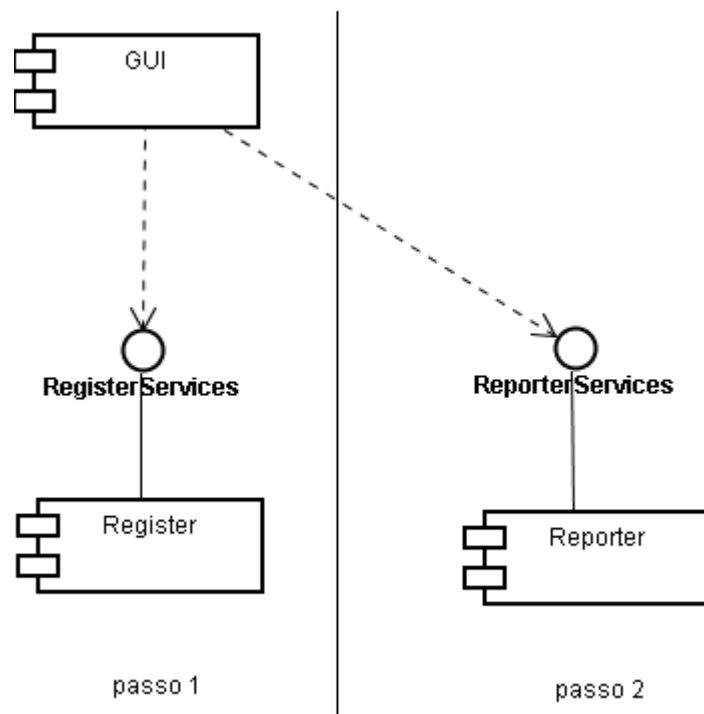 GUI
RegisterServices
ReporterServices
Register
Reporter
passo 1
passo 2